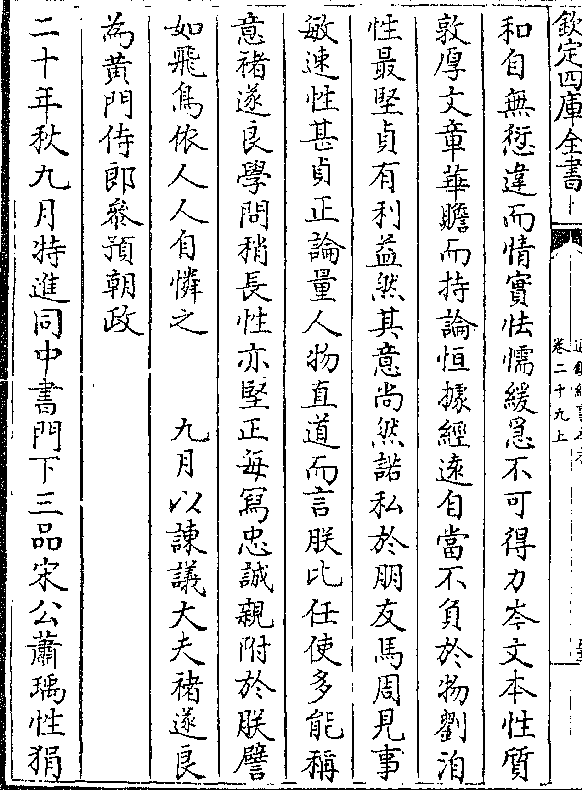 欽定四庫全書
卷二十九上
和自無愆違而情實怯懦緩急不可得力岑文本性質
敦厚文章華贍而持論恒據經遠自當不負於物劉洎
性最堅貞有利益然其意尚然諾私於朋友馬周見事
敏速性甚貞正論量人物直道而言朕比任使多能稱
意褚遂良學問稍長性亦堅正每寫忠誠親附於朕譬
如飛鳥依人人自憐之　　九月以諫議大夫褚遂良
為黄門侍郎叅預朝政
二十年秋九月特進同中書門下三品宋公蕭瑀性狷